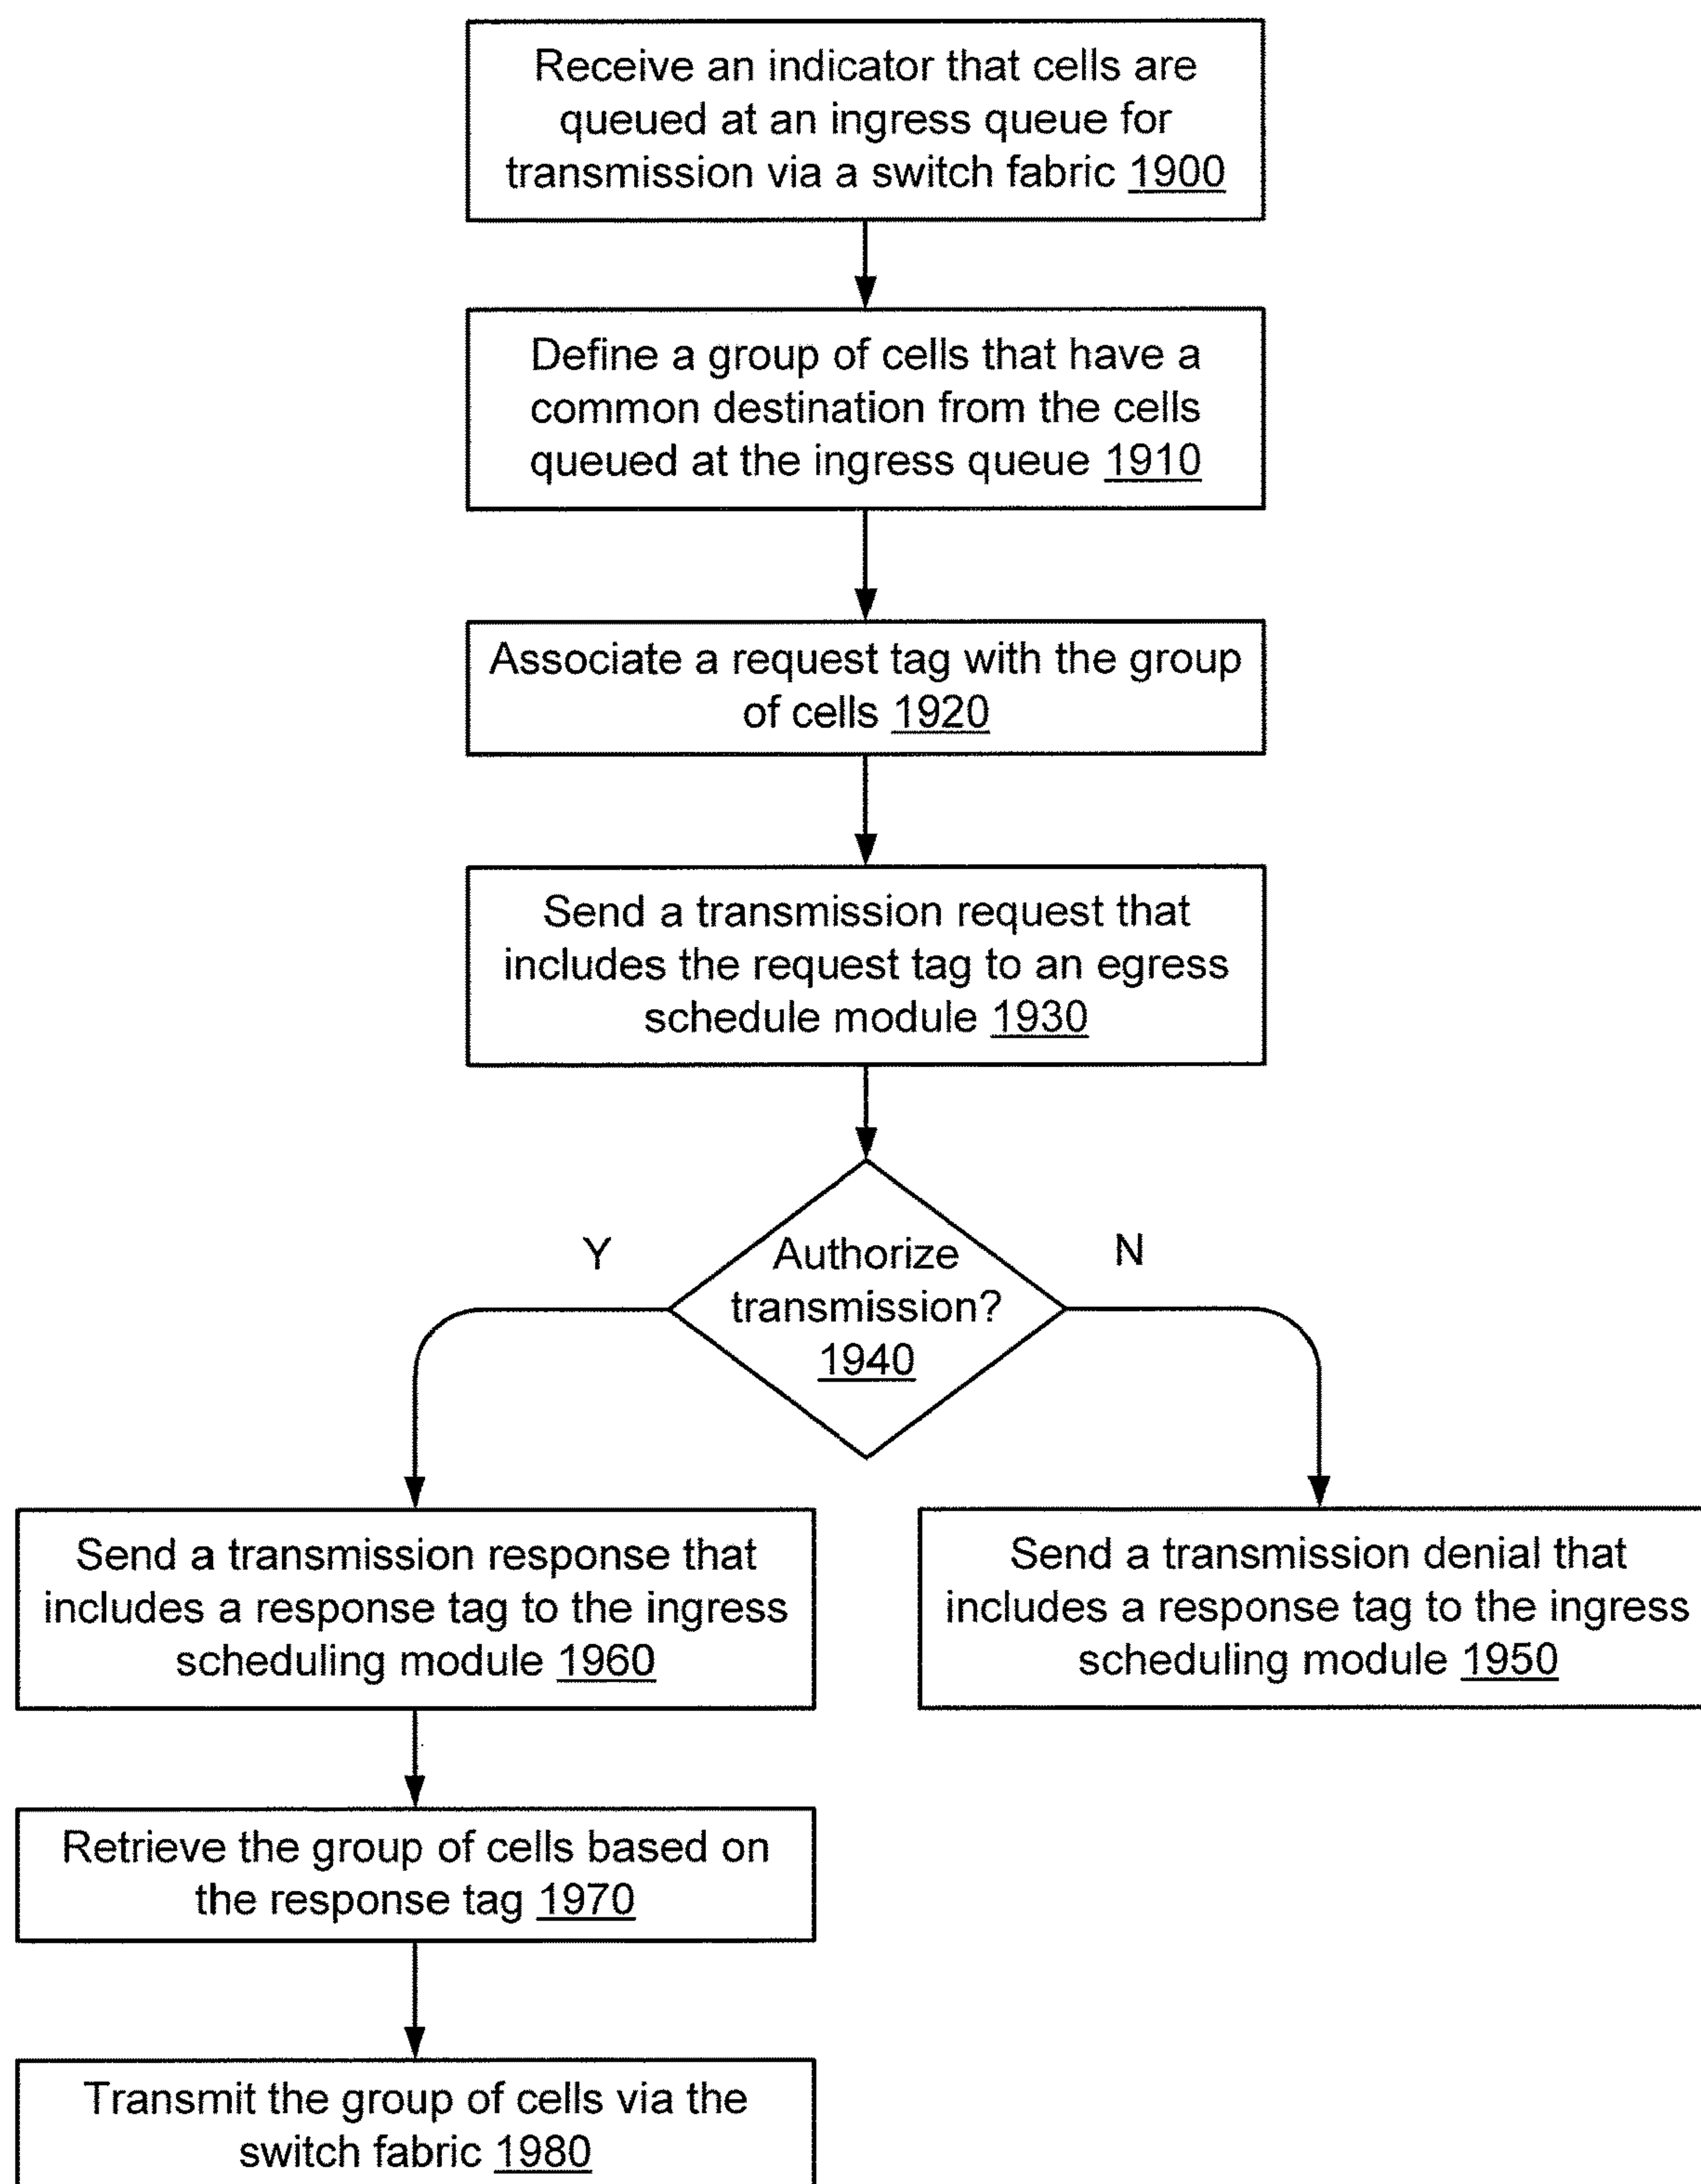 Receive an indicator that cells are
queued at an ingress queue for
transmission via a switch fabric 1900
Define a group of cells that have a
common destination from the cells
queued at the ingress queue 1910
Associate a request tag with the group
of cells 1920
Send a transmission request that
includes the request tag to an egress
schedule module 1930
Y
Authorize
transmission?
1940
N
Send a transmission response that
includes a response tag to the ingress
scheduling module 1960
Send a transmission denial that
includes a response tag to the ingress
scheduling module 1950
Retrieve the group of cells based on
the response tag 1970
Transmit the group of cells via the
switch fabric 1980